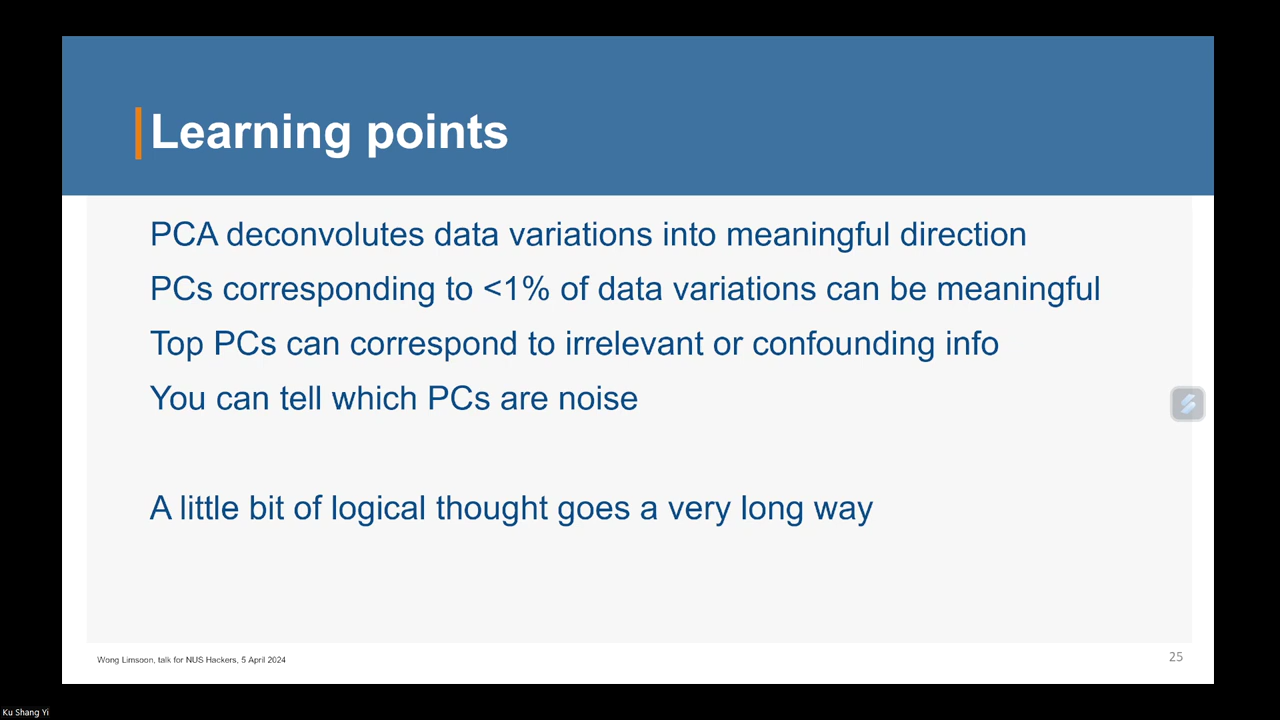 Learning points
PCA deconvolutes data variations into meaningful direction
PCs corresponding to <1% of data variations can be meaningful
Top PCs can correspond to irrelevant or confounding info
You can tell which PCs are noise
A little bit of logical thought goes a very long way
Wong Limsoon, talk for NUS Hackers, 5 April 2024
25
Ku Shang Yi